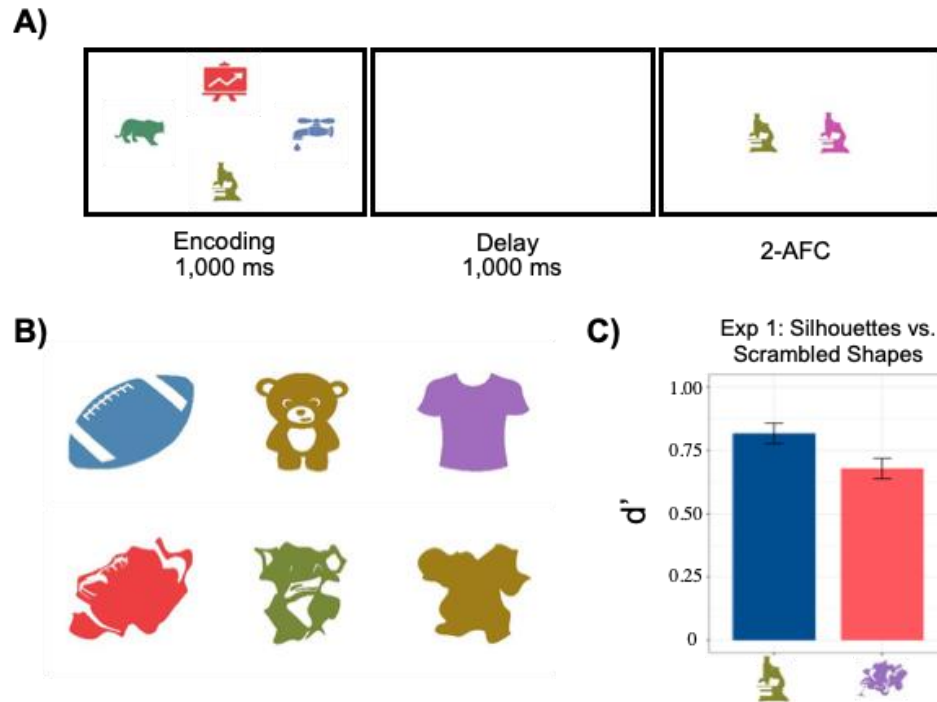 A)
Encoding
1,000 ms
Delay
1,000 ms
2-AFC
B)
C)
Exp 1: Silhouettes vs.
Scrambled Shapes
1.00
0.75
0.50
0.25
0
d'